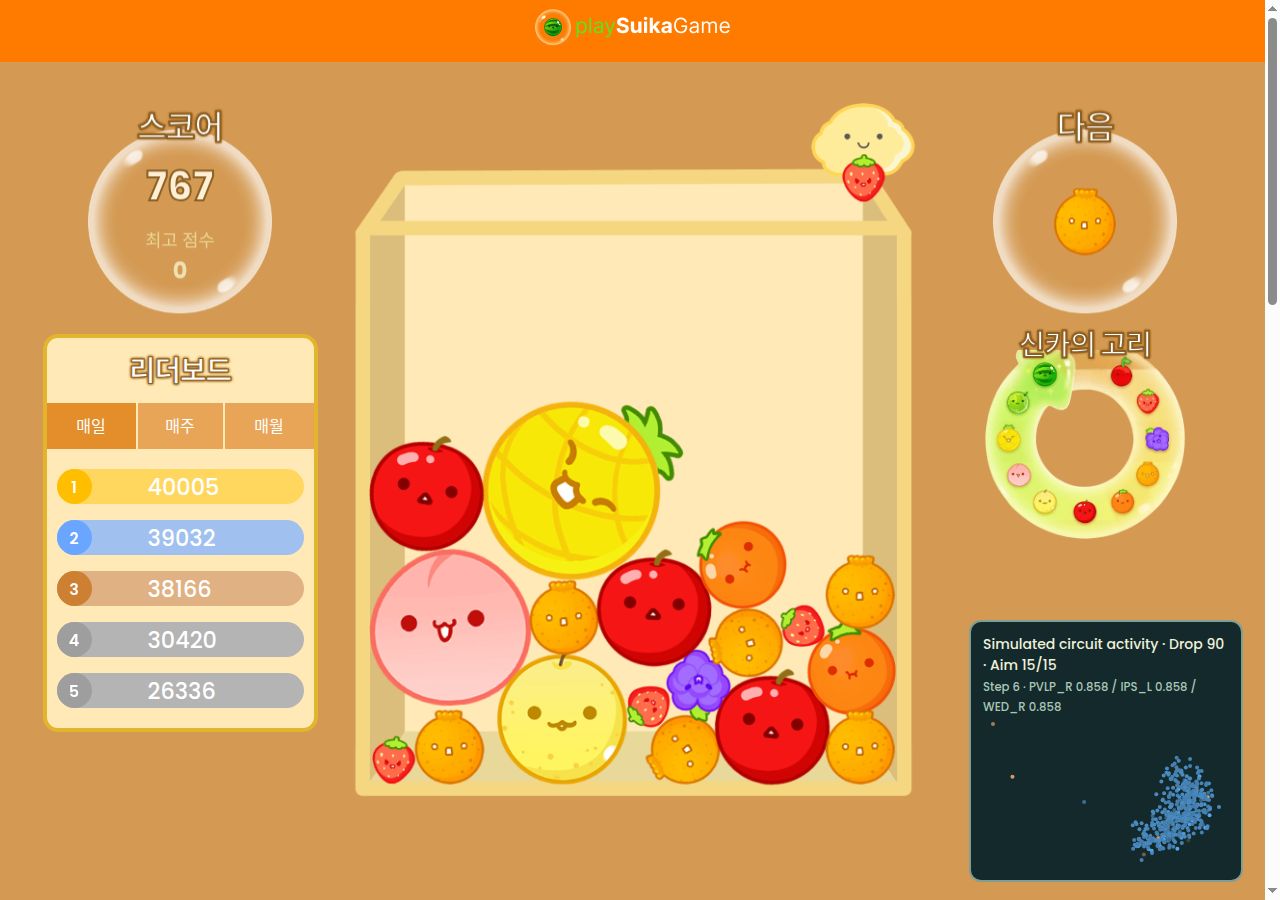 playSuikaGame
스코어
767
최고 점수
0
리더보드
매일 매주 매월
1 40005
2 39032
3 38166
4 30420
5 26336
다음
신카의 고리
Simulated circuit activity · Drop 90
· Aim 15/15
Step 6 · PVLP_R 0.858 / IPS_L 0.858 /
WED_R 0.858